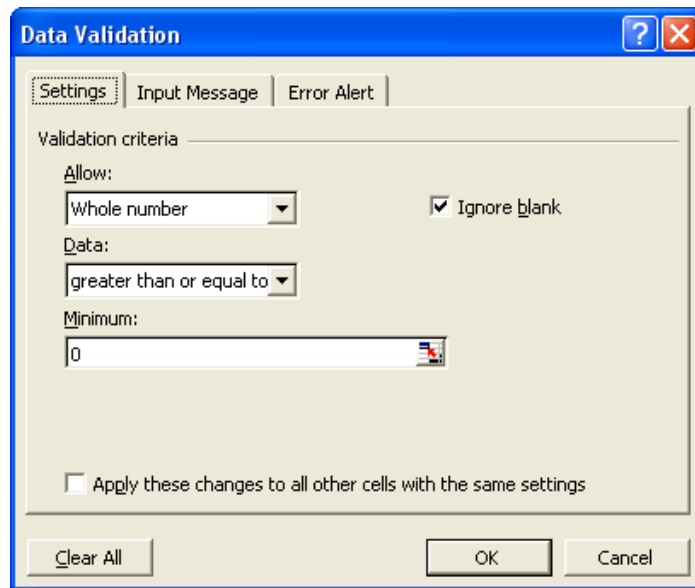 Data Validation
Settings Input Message Error Alert
Validation criteria
Allow:
Whole number
Ignore blank
Data:
greater than or equal to
Minimum:
0
Apply these changes to all other cells with the same settings
Clear All OK Cancel